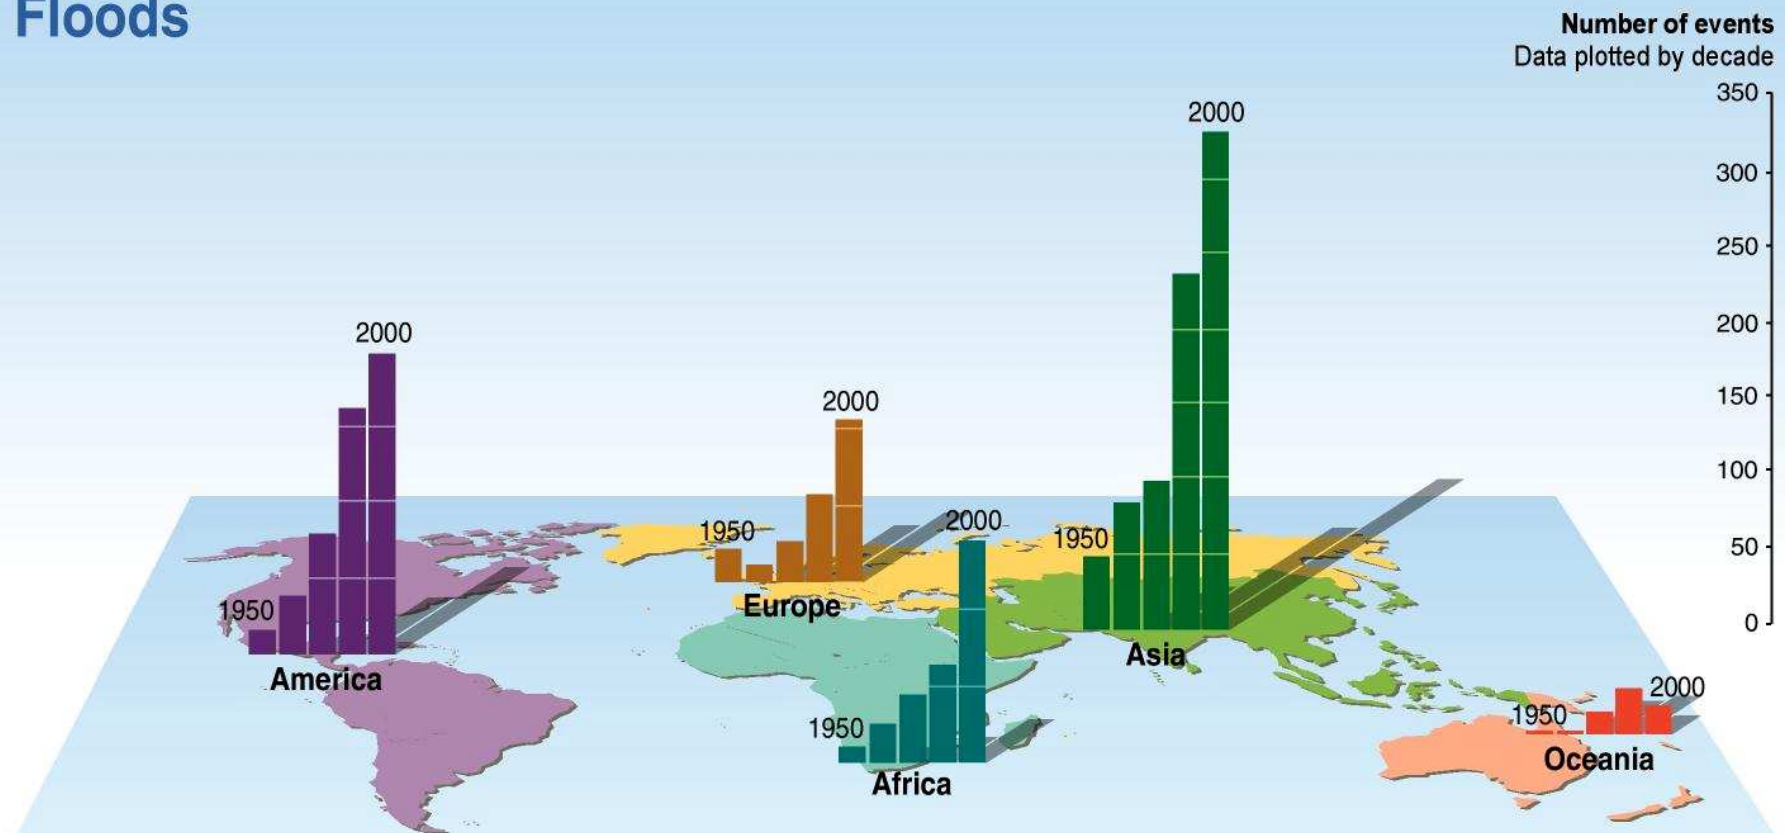 Floods
Number of events
Data plotted by decade
350
300
250
200
150
100
50
0
2000
1950
America
2000
1950
Europe
2000
1950
Africa
2000
1950
Asia
2000
1950
Oceania